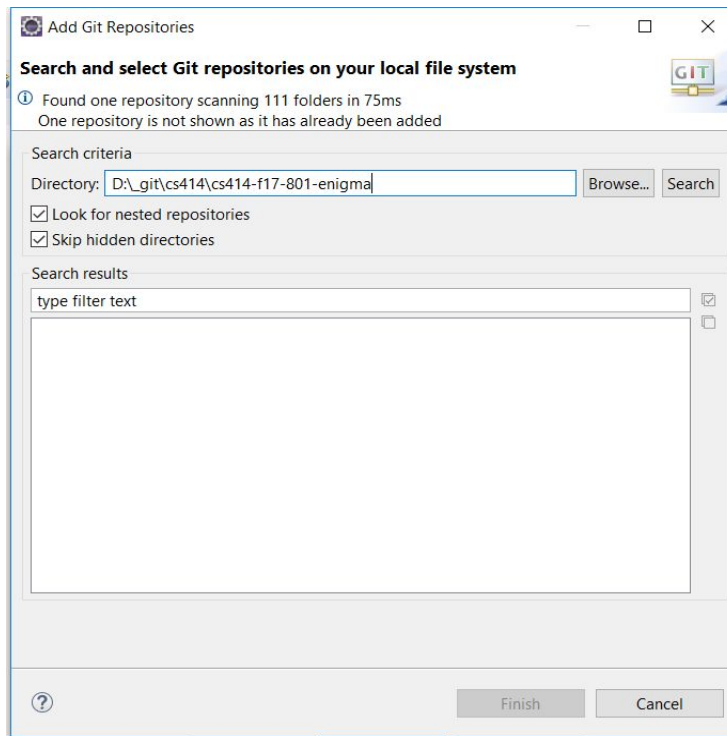 Add Git Repositories
Search and select Git repositories on your local file system
GIT
Found one repository scanning 111 folders in 75ms
One repository is not shown as it has already been added
Search criteria
Directory: D:\_git\cs414\cs414-f17-801-enigma Browse... Search
Look for nested repositories
Skip hidden directories
Search results
type filter text
Finish Cancel